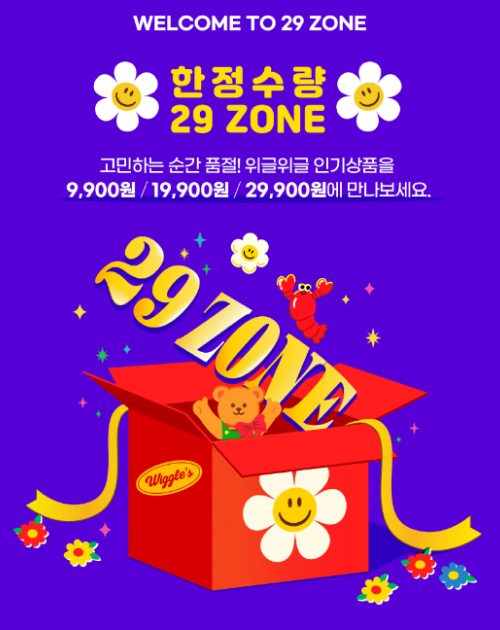 WELCOME TO 29 ZONE
한정수량
29 ZONE
고민하는 순간 품절! 위글위글 인기상품을
9,900원 / 19,900원 / 29,900원에 만나보세요.
29 ZONE
Wiggle's